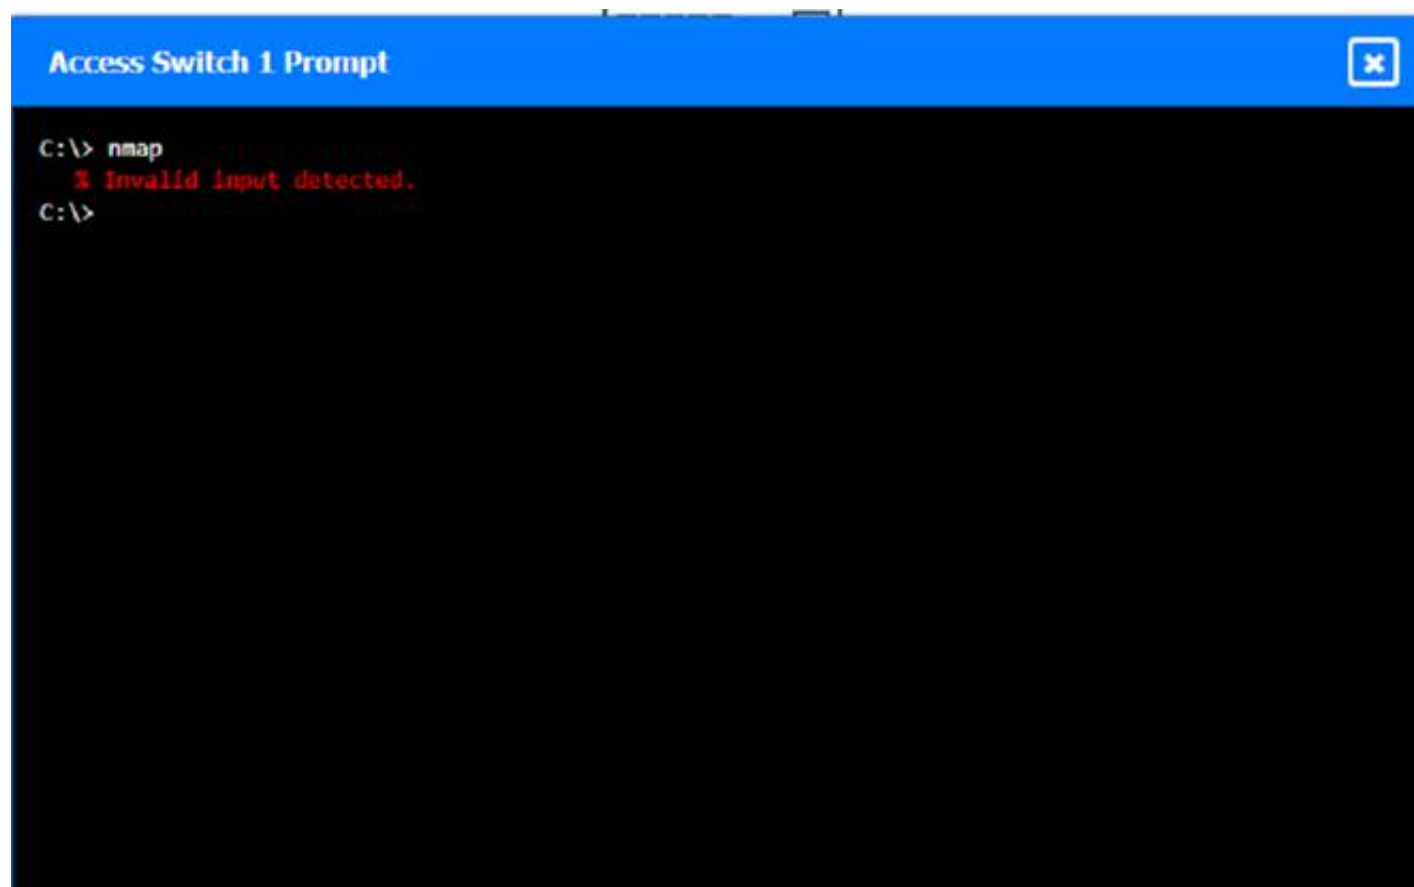 Access Switch 1 Prompt
C:\> nmap
% Invalid input detected.
C:\>